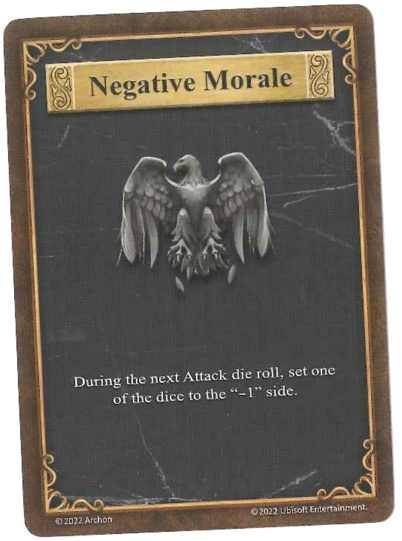 Negative Morale
During the next Attack die roll, set one
of the dice to the “−1” side.
© 2022 Archon
© 2022 Ubisoft Entertainment.